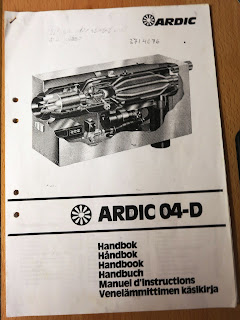 ARDIC
ARDIC 04-D
Handbok
Håndbok
Handbook
Handbuch
Manuel d'instructions
Venelämmittimen käsikirja